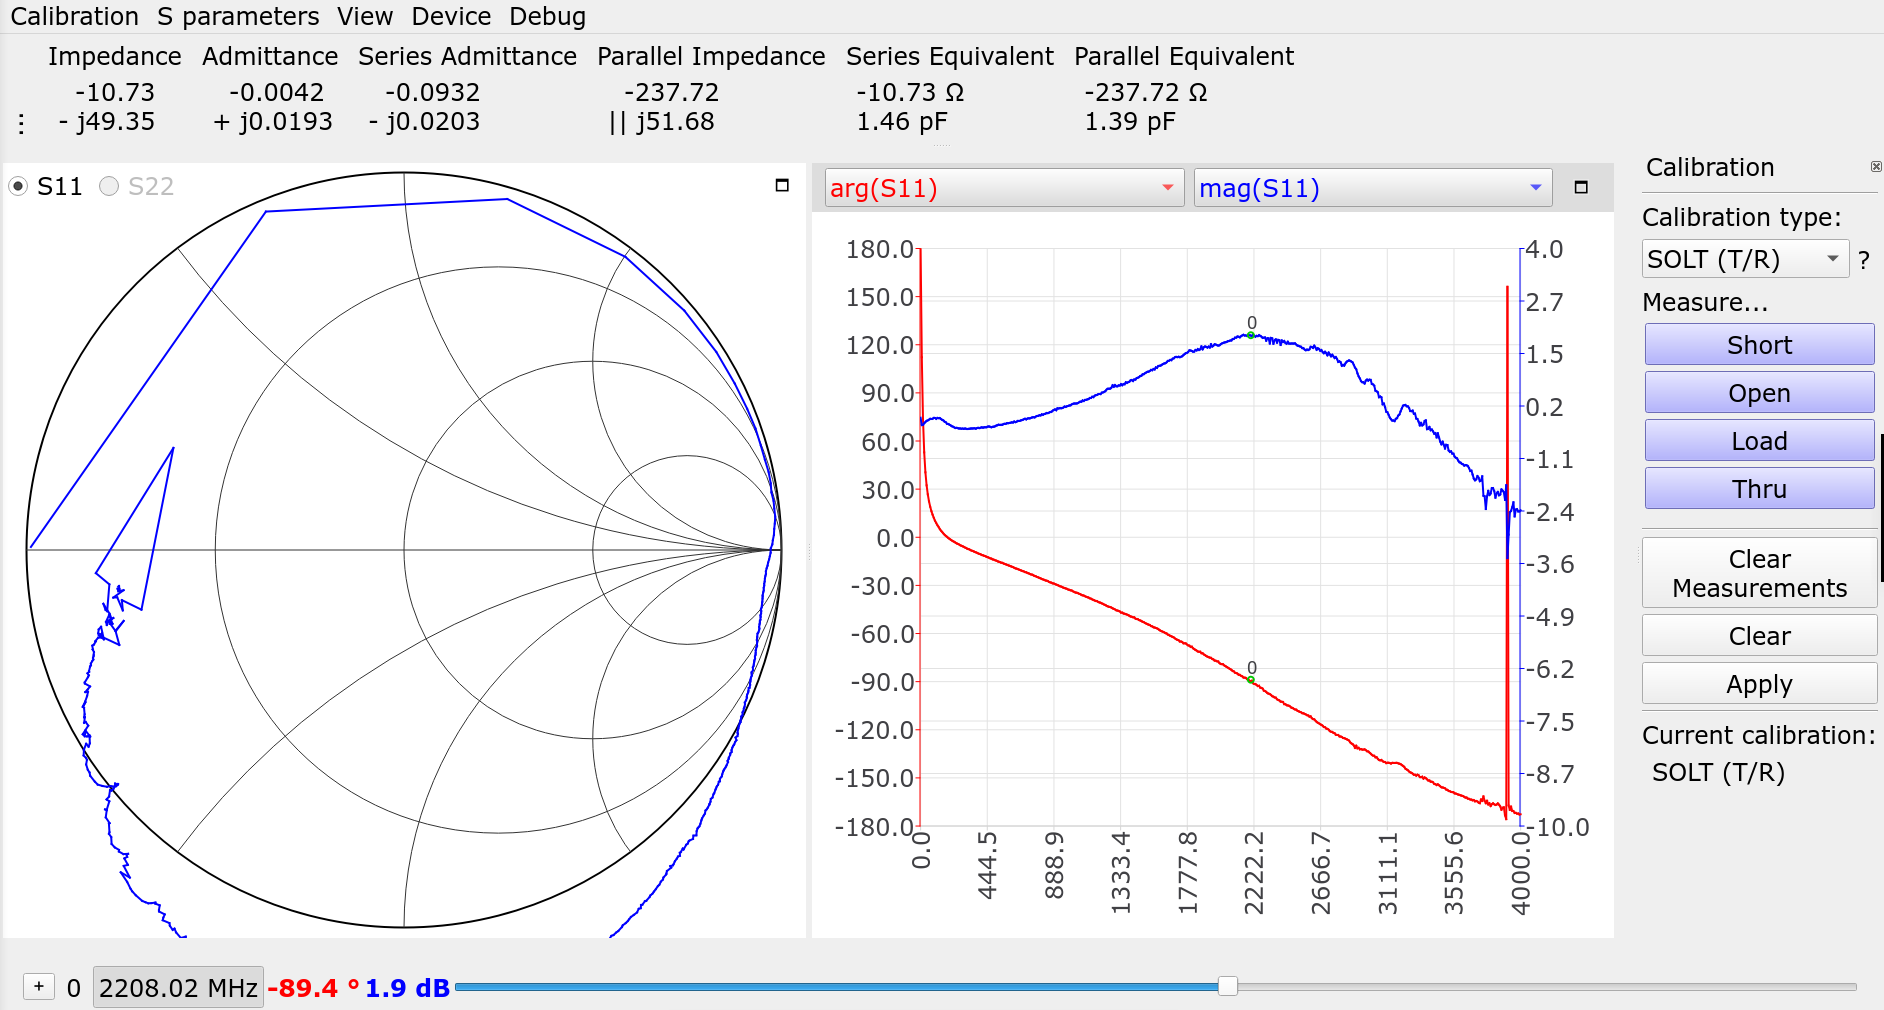 Calibration S parameters View Device Debug
Impedance Admittance Series Admittance Parallel Impedance Series Equivalent Parallel Equivalent
-10.73 -0.0042 -0.0932 -237.72 -10.73 Ω -237.72 Ω
- j49.35 + j0.0193 - j0.0203 || j51.68 1.46 pF 1.39 pF
S11 S22
arg(S11) mag(S11)
180.0
150.0
120.0
90.0
60.0
30.0
0.0
-30.0
-60.0
-90.0
-120.0
-150.0
-180.0
0
0
4.0
2.7
1.5
0.2
-1.1
-2.4
-3.6
-4.9
-6.2
-7.5
-8.7
-10.0
0.0
444.5
888.9
1333.4
1777.8
2222.2
2666.7
3111.1
3555.6
4000.0
Calibration
Calibration type:
SOLT (T/R) ?
Measure...
Short
Open
Load
Thru
Clear
Measurements
Clear
Apply
Current calibration:
SOLT (T/R)
+ 0 2208.02 MHz -89.4 ° 1.9 dB